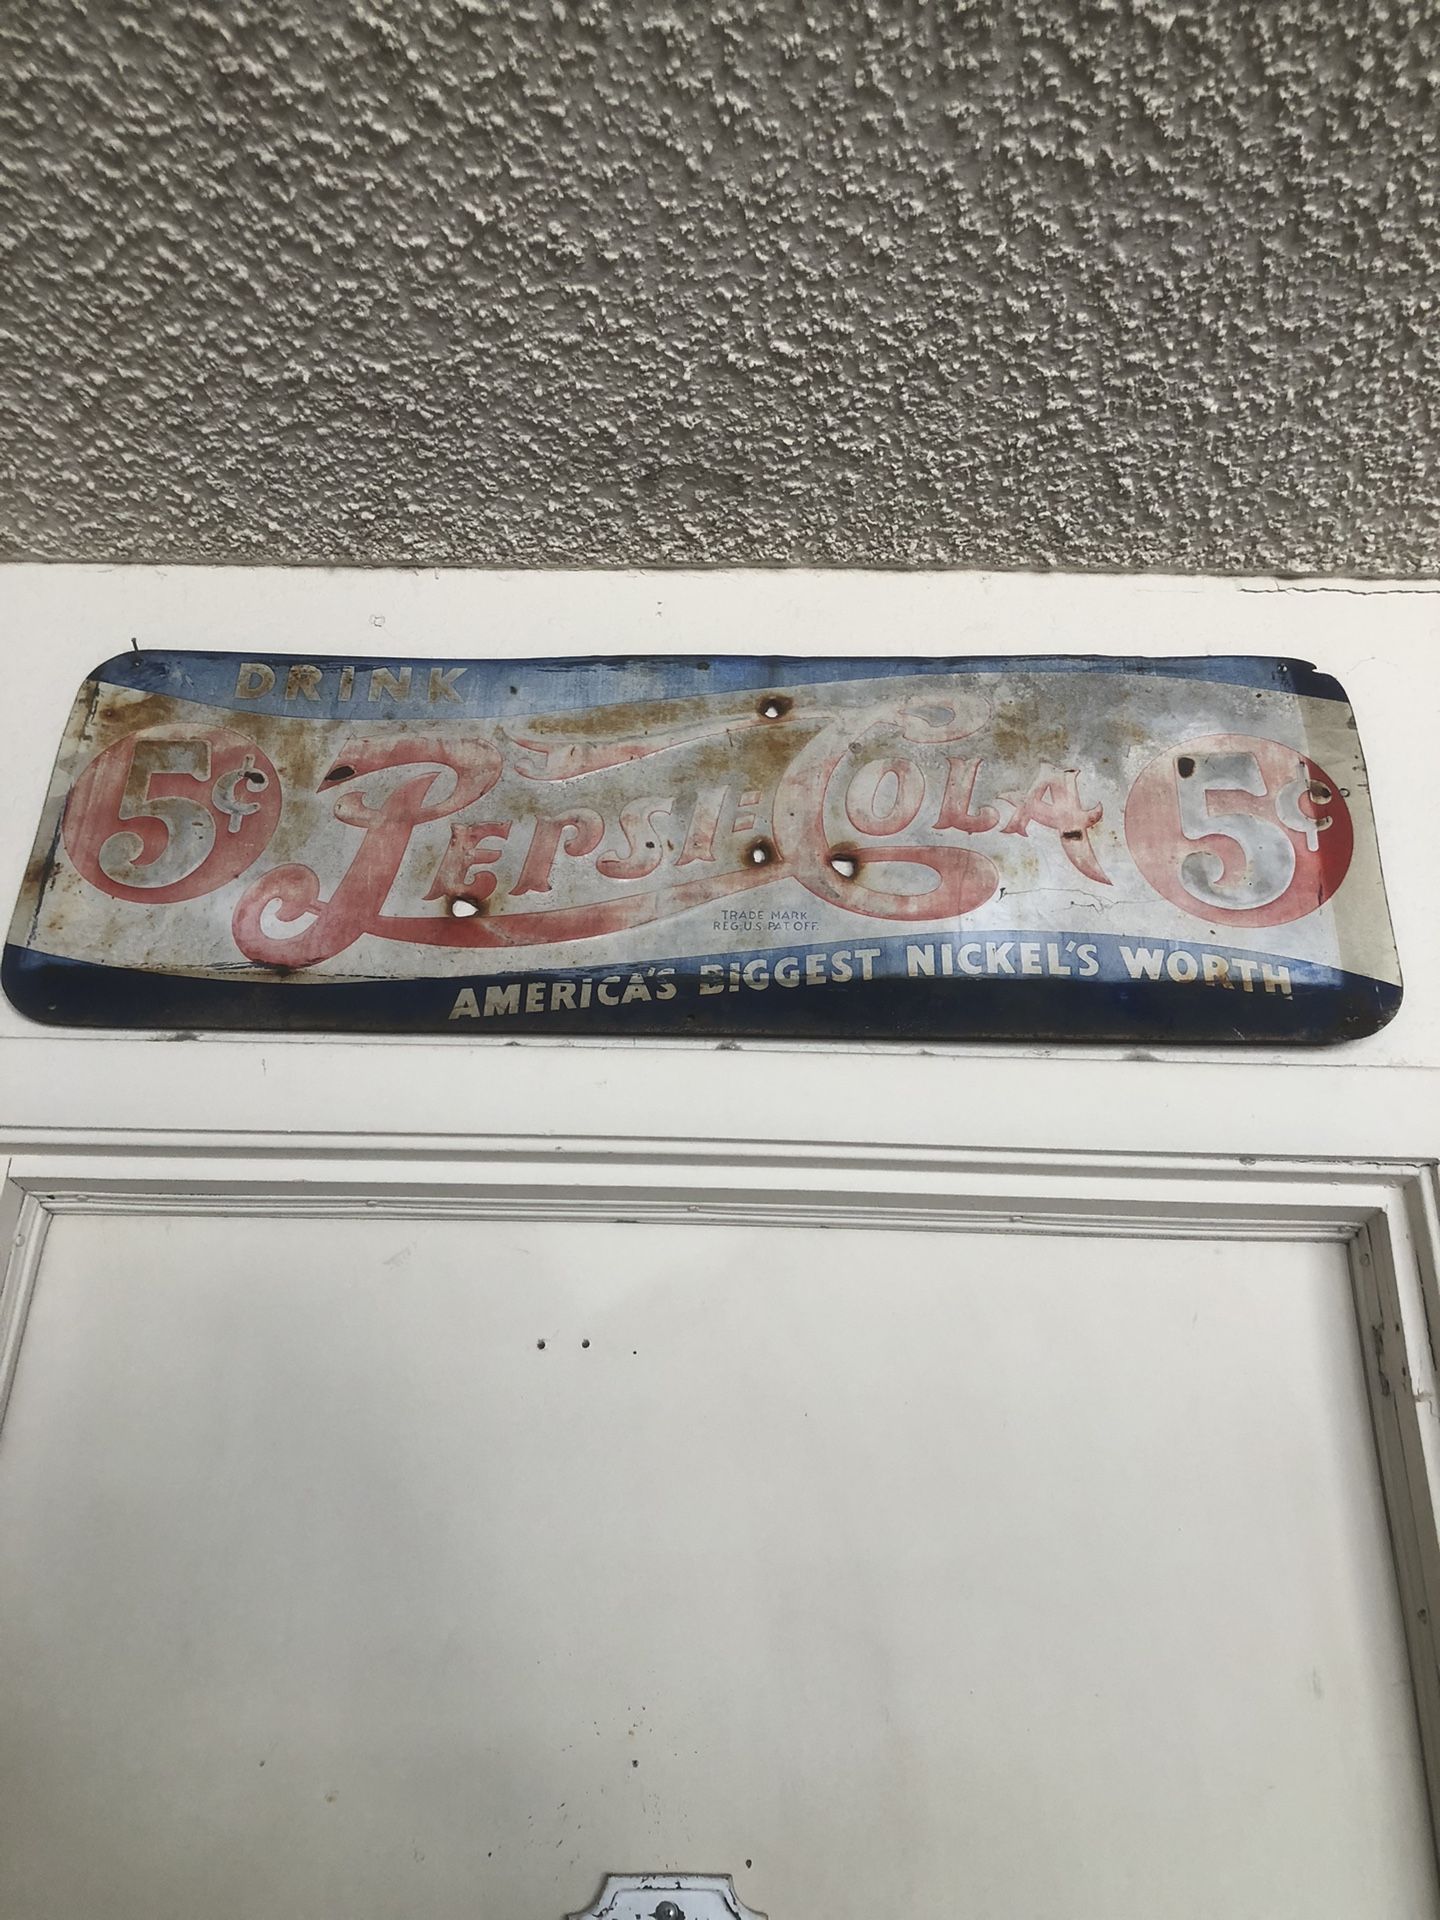 DRINK
5¢ PEPSI=COLA 5¢
TRADE MARK
REG. U.S. PAT. OFF.
AMERICA'S BIGGEST NICKEL'S WORTH